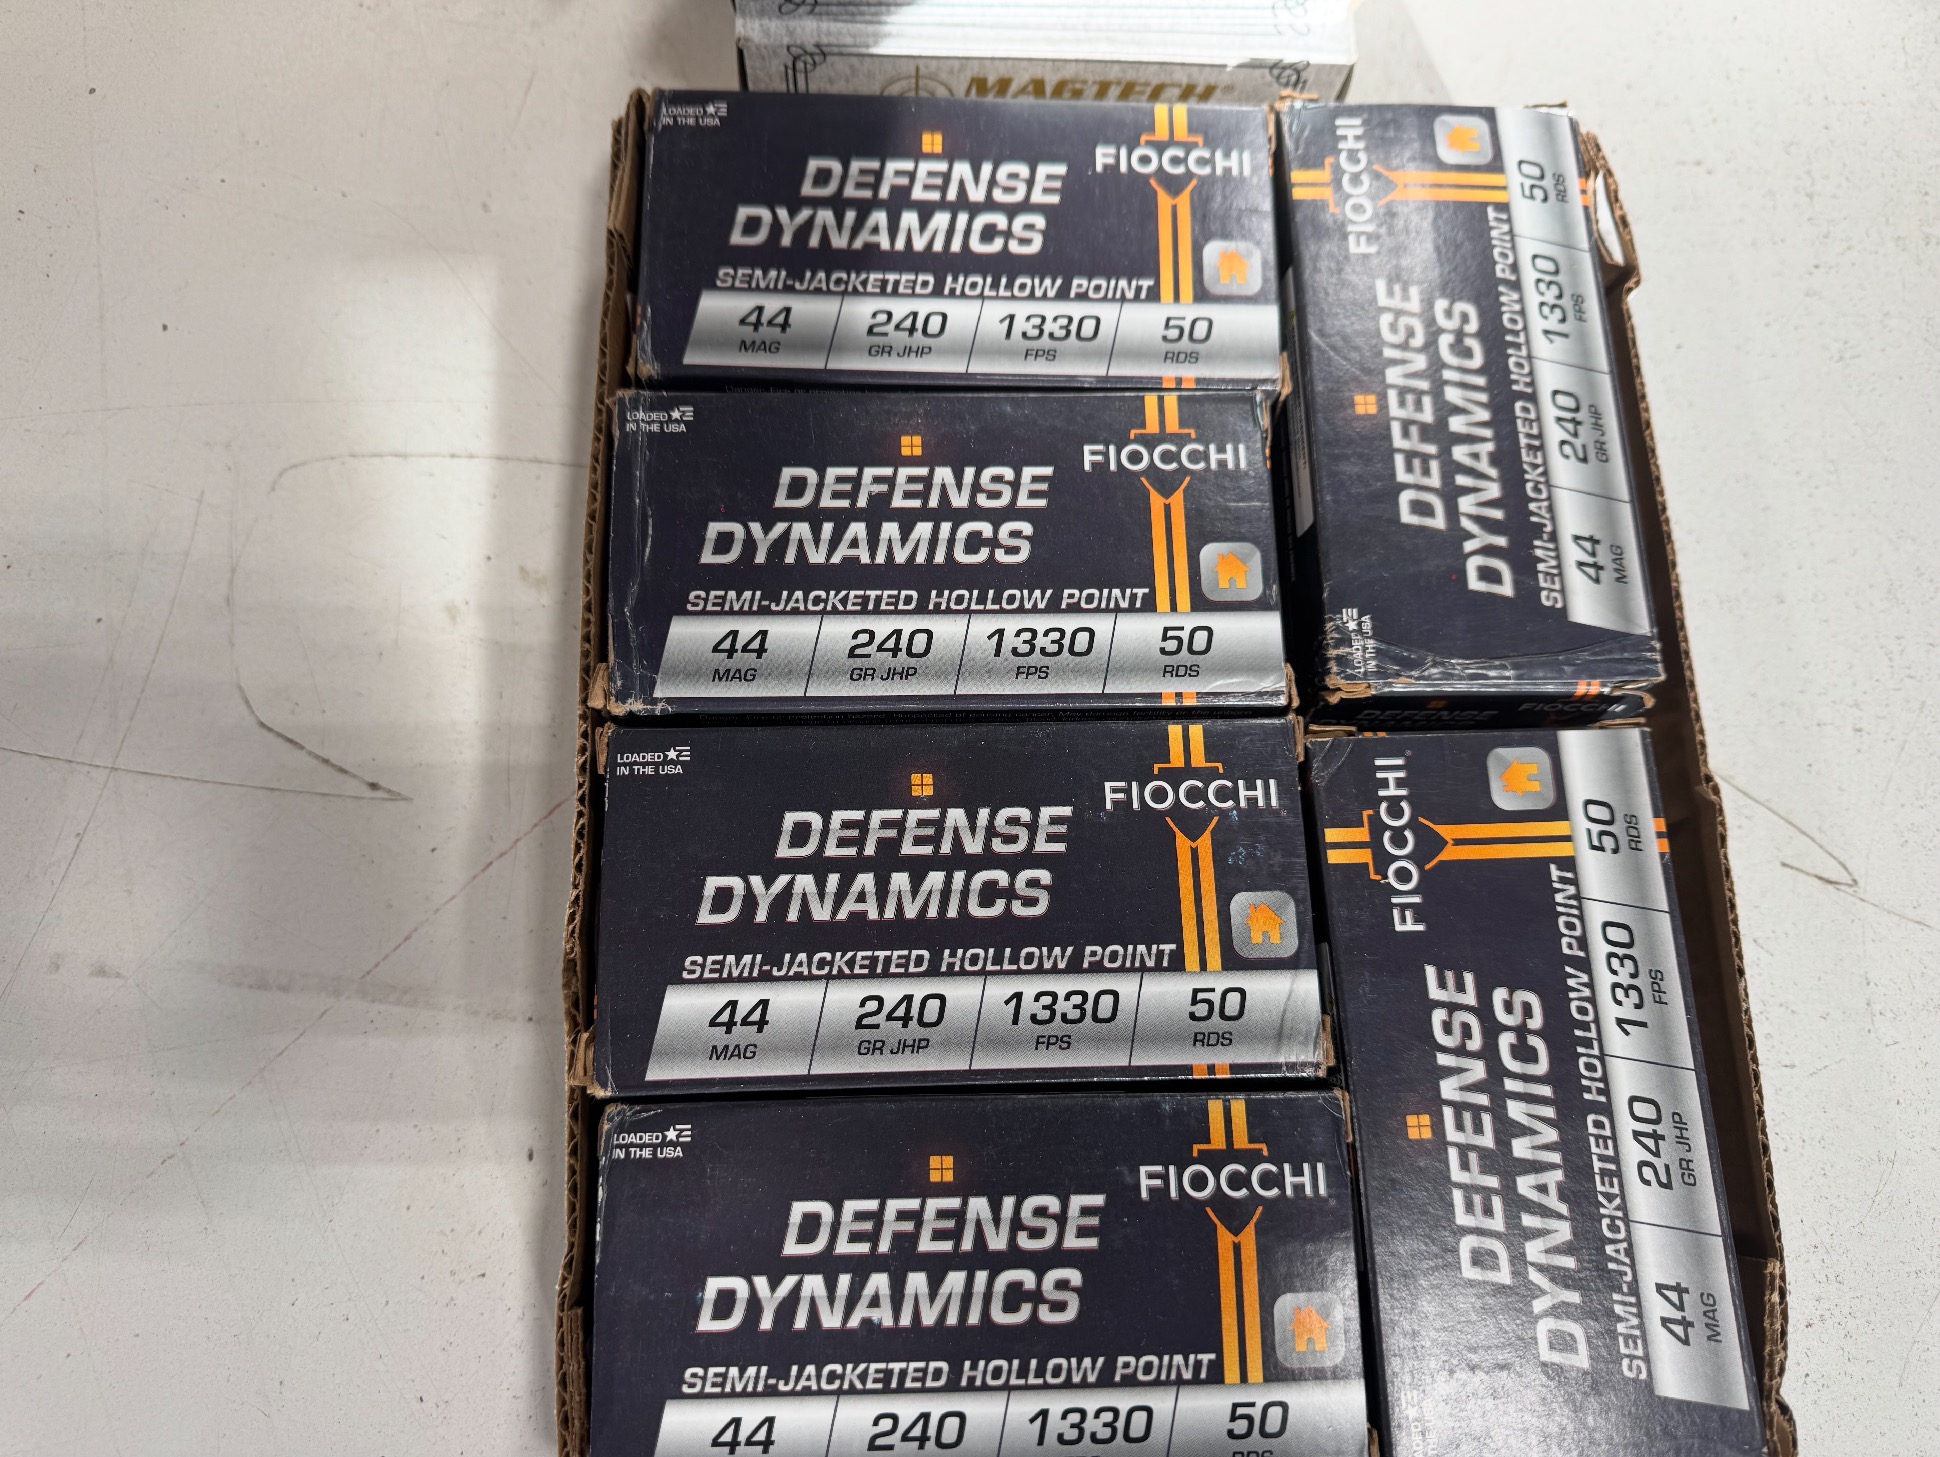 MAGTECH®
LOADED
IN THE USA
FIOCCHI
DEFENSE
DYNAMICS
SEMI-JACKETED HOLLOW POINT
44 240 1330 50
MAG GR JHP FPS RDS
LOADED
IN THE USA
FIOCCHI
DEFENSE
DYNAMICS
SEMI-JACKETED HOLLOW POINT
44 240 1330 50
MAG GR JHP FPS RDS
LOADED
IN THE USA
FIOCCHI
DEFENSE
DYNAMICS
SEMI-JACKETED HOLLOW POINT
44 240 1330 50
MAG GR JHP FPS RDS
LOADED
IN THE USA
FIOCCHI
DEFENSE
DYNAMICS
SEMI-JACKETED HOLLOW POINT
44 240 1330 50
LOADED
IN THE USA
FIOCCHI
DEFENSE
DYNAMICS
SEMI-JACKETED HOLLOW POINT
44 240 1330 50
MAG GR JHP FPS RDS
DEFENSE FIOCCHI
FIOCCHI
DEFENSE
DYNAMICS
SEMI-JACKETED HOLLOW POINT
44 240 1330 50
MAG GR JHP FPS RDS